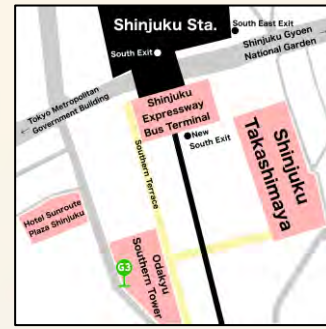 Shinjuku Sta.
South East Exit
South Exit
Shinjuku Gyoen
National Garden
← Tokyo Metropolitan
Government Building
Shinjuku
Expressway
Bus Terminal
New
South Exit
Southern Terrace
Shinjuku
Takashimaya
Hotel Sunroute
Plaza Shinjuku
G3
Odakyu
Southern Tower